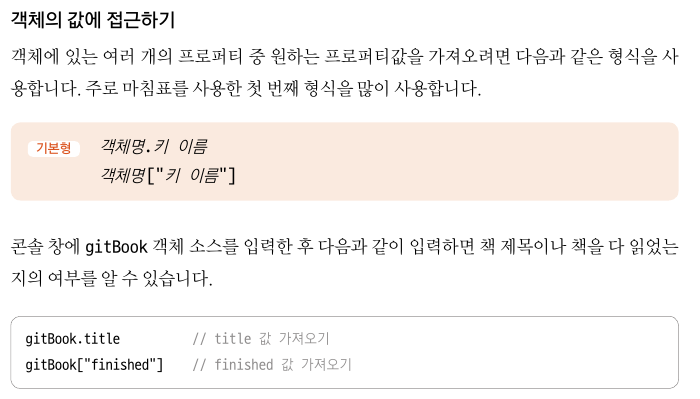 객체의 값에 접근하기
객체에 있는 여러 개의 프로퍼티 중 원하는 프로퍼티값을 가져오려면 다음과 같은 형식을 사
용합니다. 주로 마침표를 사용한 첫 번째 형식을 많이 사용합니다.
기본형 객체명.키 이름
객체명["키 이름"]
콘솔 창에 gitBook 객체 소스를 입력한 후 다음과 같이 입력하면 책 제목이나 책을 다 읽었는
지의 여부를 알 수 있습니다.
gitBook.title // title 값 가져오기
gitBook["finished"] // finished 값 가져오기